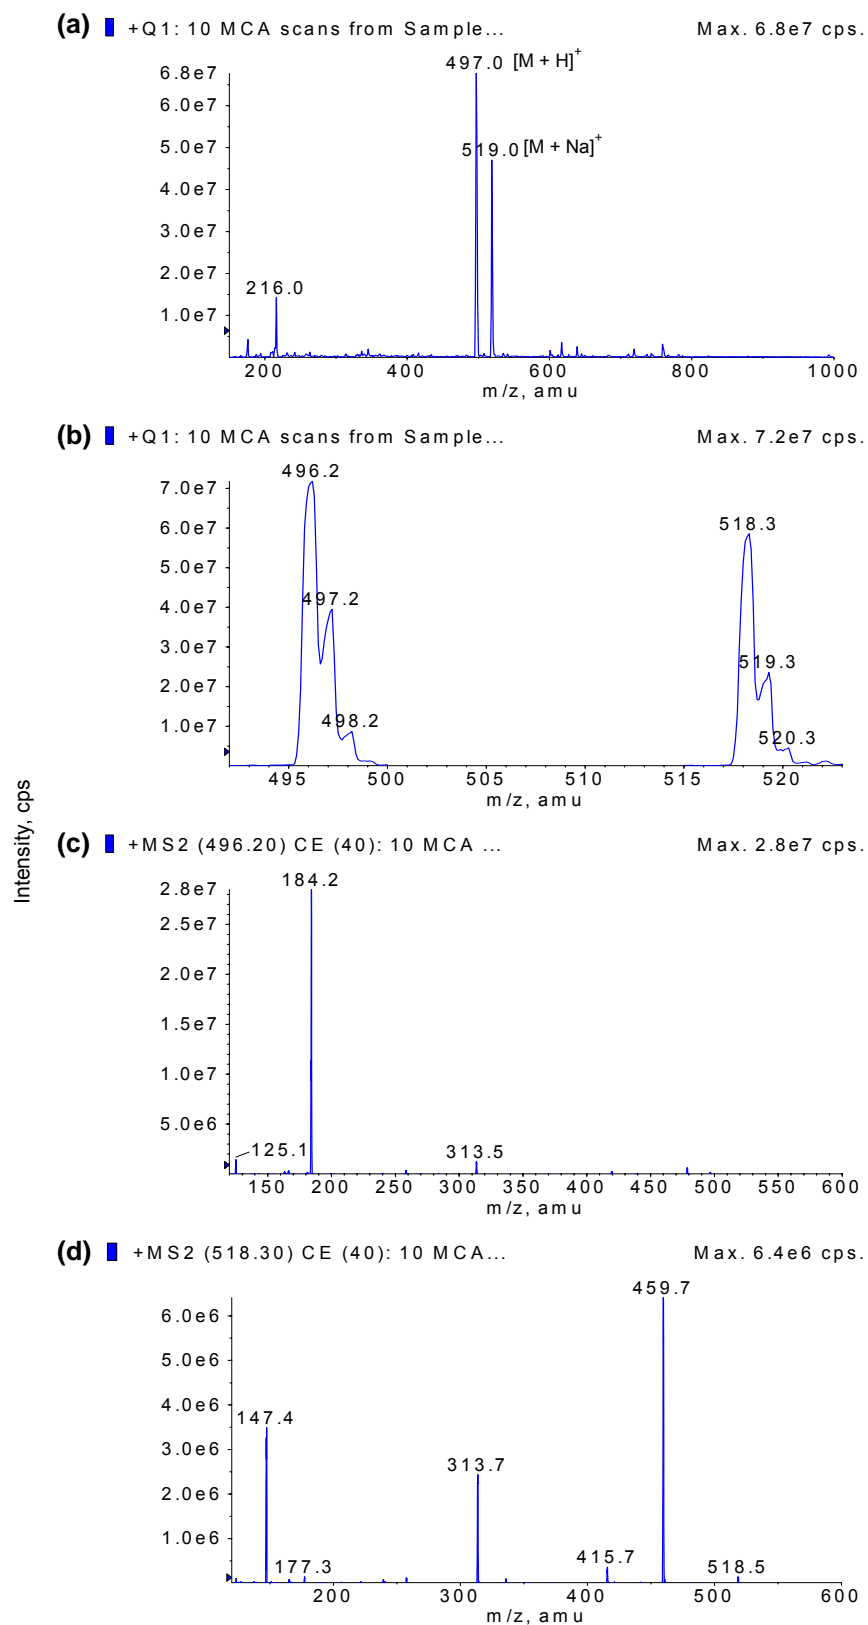 (a) +Q1: 10 MCA scans from Sample... Max. 6.8e7 cps.
497.0 [M + H]+
6.8e7
6.0e7
519.0 [M + Na]+
5.0e7
4.0e7
3.0e7
2.0e7
216.0
1.0e7
200 400 600 800 1000
m/z, amu
(b) +Q1: 10 MCA scans from Sample... Max. 7.2e7 cps.
496.2
7.0e7
518.3
6.0e7
5.0e7
497.2
4.0e7
3.0e7
519.3
2.0e7
498.2
520.3
1.0e7
495 500 505 510 515 520
m/z, amu
Intensity, cps
(c) +MS2 (496.20) CE (40): 10 MCA ... Max. 2.8e7 cps.
184.2
2.8e7
2.5e7
2.0e7
1.5e7
1.0e7
5.0e6
125.1
313.5
150 200 250 300 350 400 450 500 550 600
m/z, amu
(d) +MS2 (518.30) CE (40): 10 MCA... Max. 6.4e6 cps.
459.7
6.0e6
5.0e6
4.0e6
147.4
3.0e6
313.7
2.0e6
1.0e6
415.7
177.3
518.5
200 300 400 500 600
m/z, amu